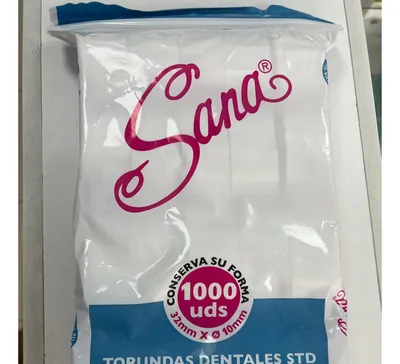 Sana®
CONSERVA SU FORMA
1000
uds
32mm X Ø 10mm
TORUNDAS DENTALES STD